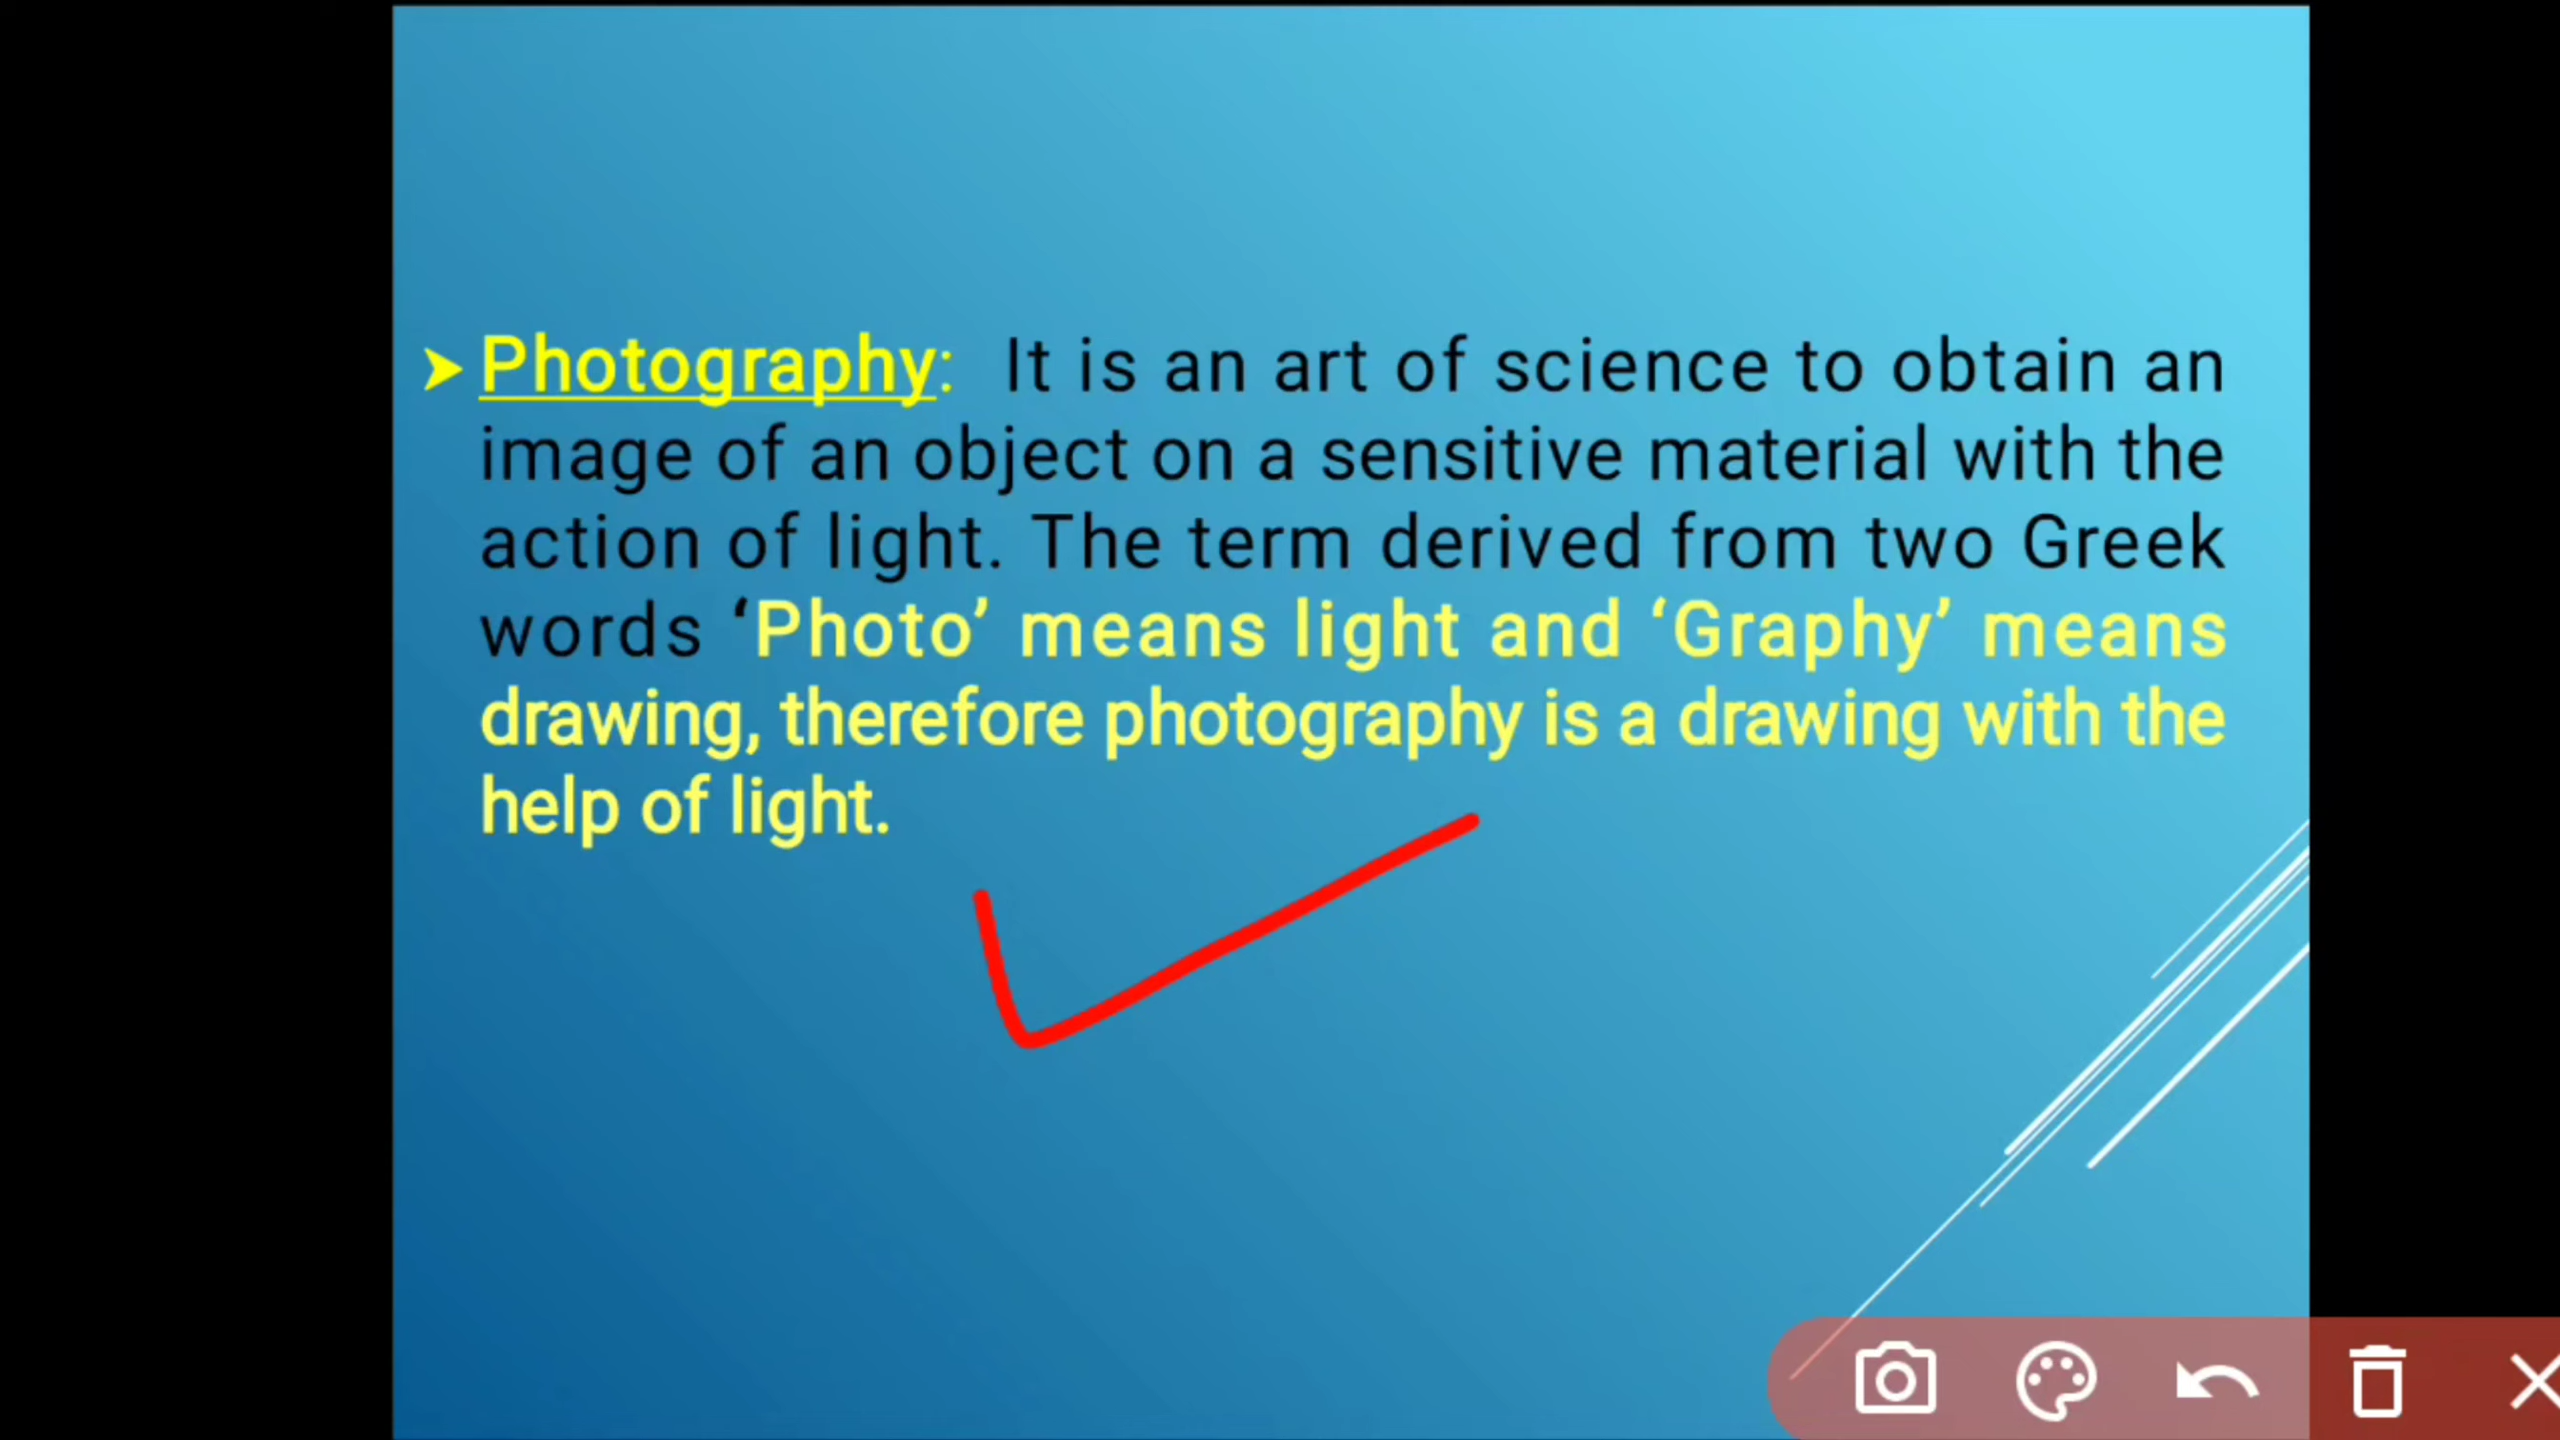 ➤ Photography: It is an art of science to obtain an
image of an object on a sensitive material with the
action of light. The term derived from two Greek
words ‘Photo’ means light and ‘Graphy’ means
drawing, therefore photography is a drawing with the
help of light.